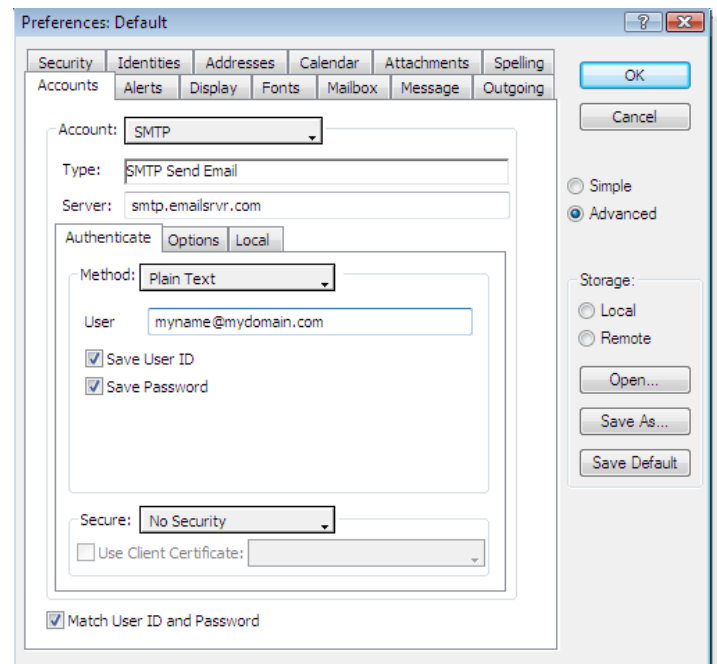 Preferences: Default
Security Identities Addresses Calendar Attachments Spelling
Accounts Alerts Display Fonts Mailbox Message Outgoing
OK
Cancel
Account: SMTP
Type: SMTP Send Email
Server: smtp.emailsrvr.com
Simple
Advanced
Authenticate Options Local
Method: Plain Text
User myname@mydomain.com
Save User ID
Save Password
Storage:
Local
Remote
Open...
Save As...
Save Default
Secure: No Security
Use Client Certificate:
Match User ID and Password